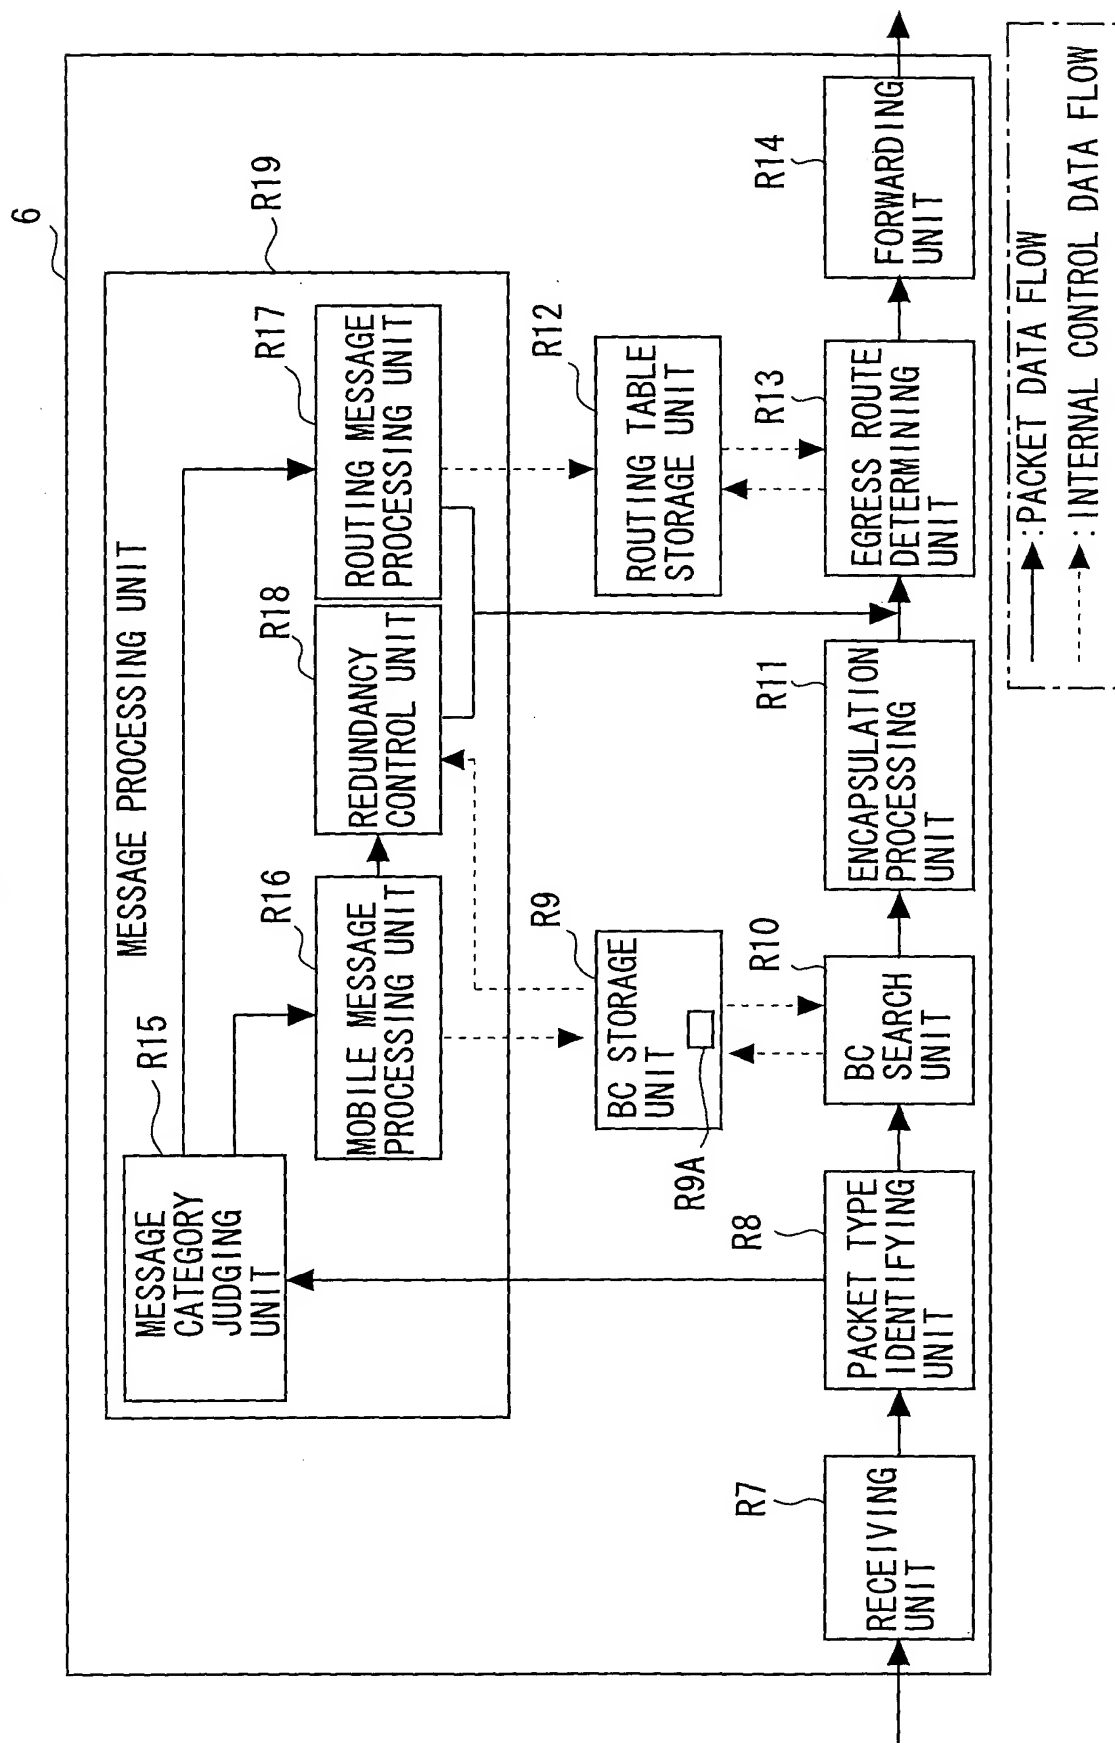 6
MESSAGE PROCESSING UNIT
R19
R15
MESSAGE
CATEGORY
JUDGING
UNIT
R16
MOBILE MESSAGE
PROCESSING UNIT
R18
REDUNDANCY
CONTROL UNIT
R17
ROUTING MESSAGE
PROCESSING UNIT
R9
BC STORAGE
UNIT
R9A
R12
ROUTING TABLE
STORAGE UNIT
R7
RECEIVING
UNIT
R8
PACKET TYPE
IDENTIFYING
UNIT
R10
BC
SEARCH
UNIT
R11
ENCAPSULATION
PROCESSING
UNIT
R13
EGRESS ROUTE
DETERMINING
UNIT
R14
FORWARDING
UNIT
:PACKET DATA FLOW
:INTERNAL CONTROL DATA FLOW